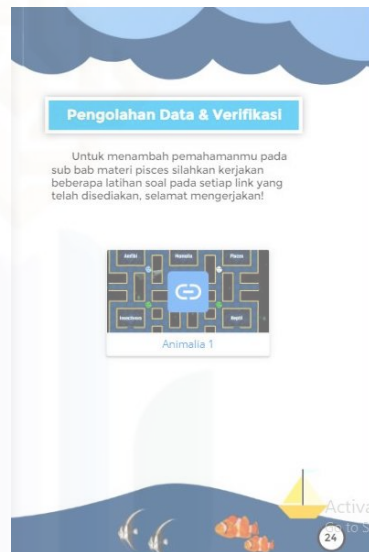 Pengolahan Data & Verifikasi
Untuk menambah pemahamanmu pada
sub bab materi pisces silahkan kerjakan
beberapa latihan soal pada setiap link yang
telah disediakan, selamat mengerjakan!
Amfibi Mamalia Pisces
Reptil
Animalia 1
Activa
Go to S
24